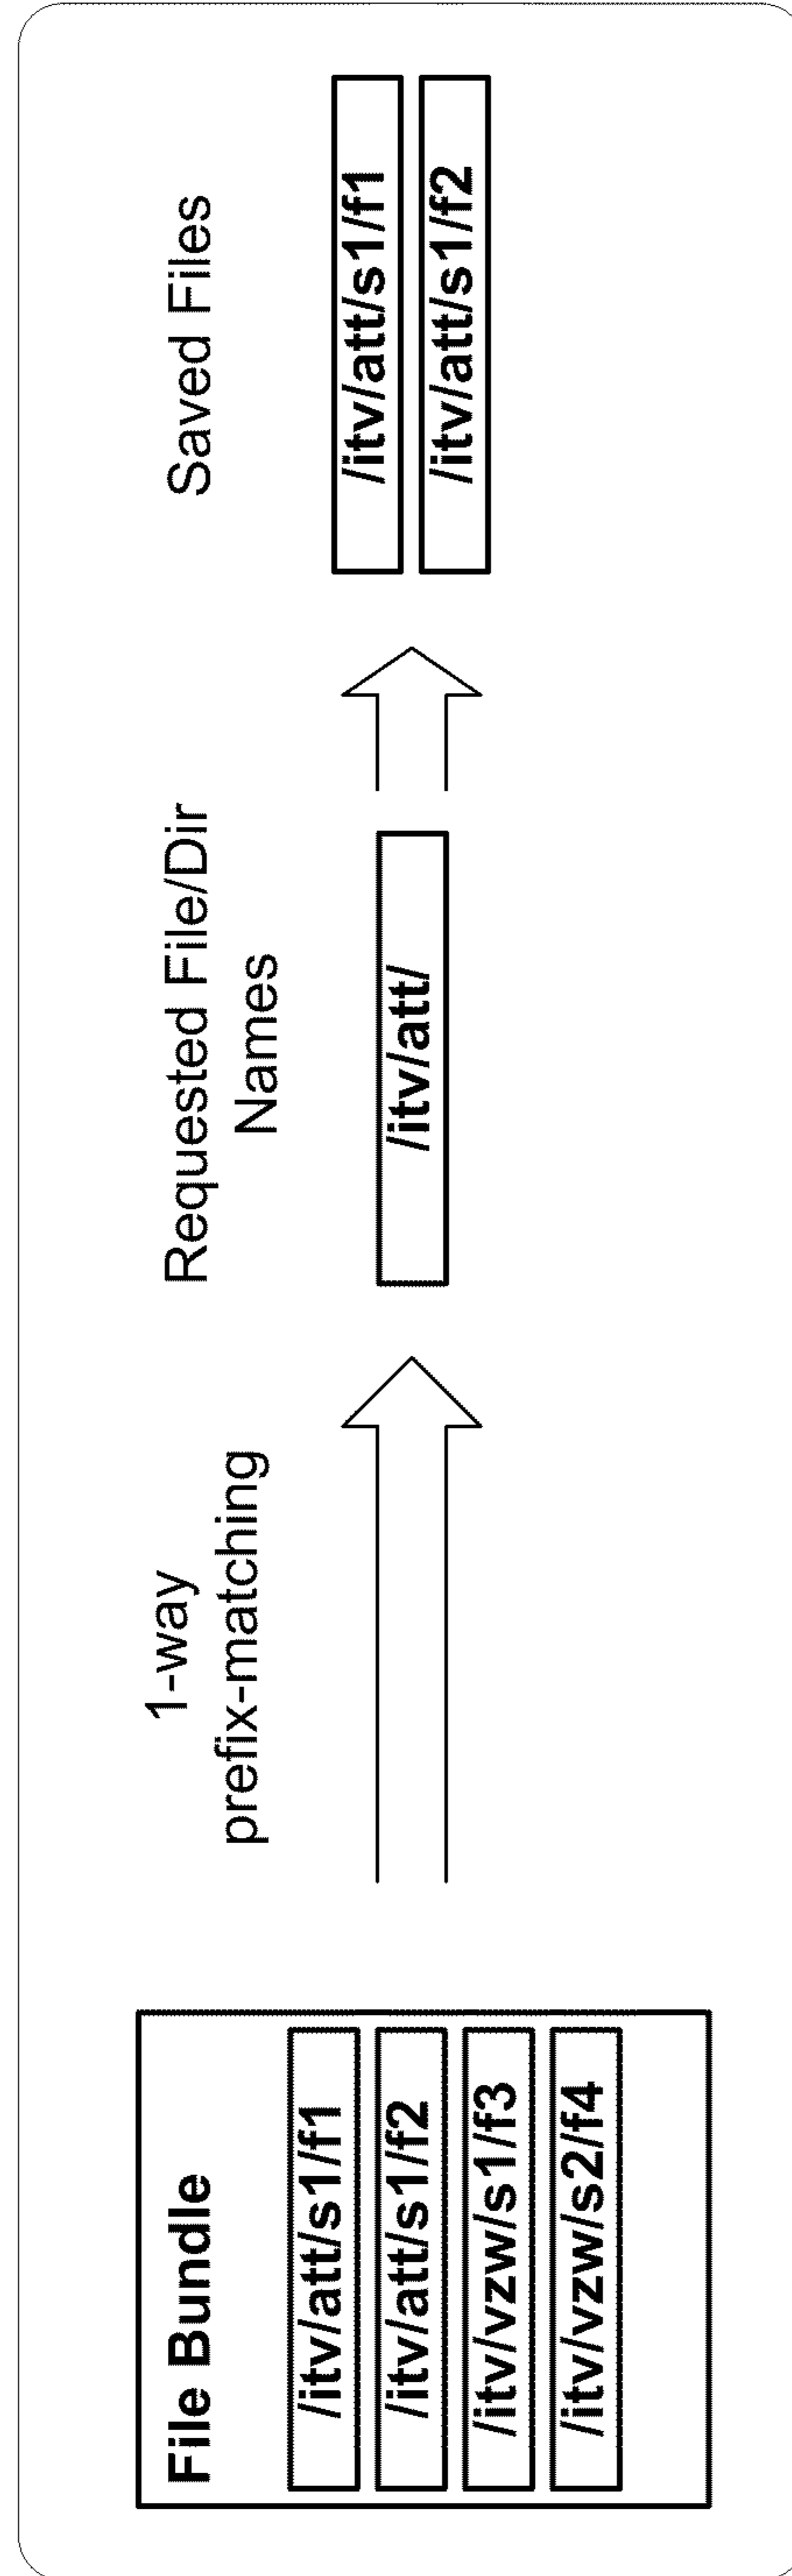 File Bundle
/itv/att/s1/f1
/itv/att/s1/f2
/itv/vzw/s1/f3
/itv/vzw/s2/f4
1-way
prefix-matching
Requested File/Dir
Names
/itv/att/
Saved Files
/itv/att/s1/f1
/itv/att/s1/f2